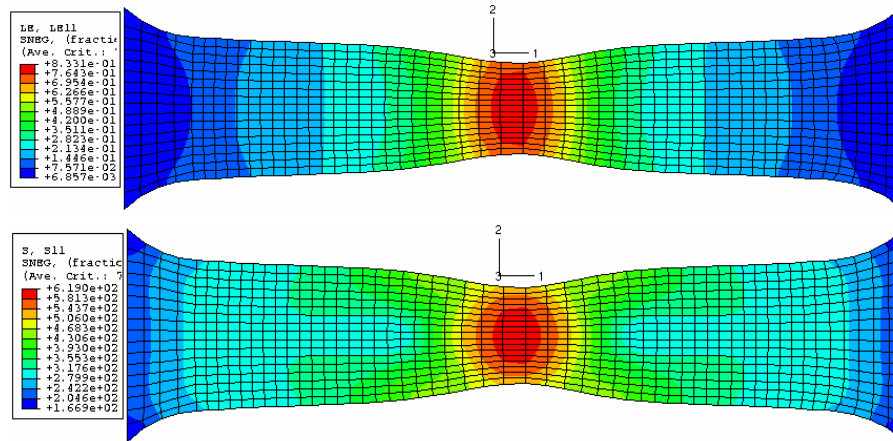 LE, LE11
SNEG, (fractic
(Ave. Crit.:
+8.331e-01
+7.643e-01
+6.954e-01
+6.266e-01
+5.577e-01
+4.889e-01
+4.200e-01
+3.511e-01
+2.823e-01
+2.134e-01
+1.446e-01
+7.571e-02
+6.857e-03
2
3 1
S, S11
SNEG, (fractic
(Ave. Crit.: 7
+6.190e+02
+5.813e+02
+5.437e+02
+5.060e+02
+4.683e+02
+4.306e+02
+3.930e+02
+3.553e+02
+3.176e+02
+2.799e+02
+2.422e+02
+2.046e+02
+1.669e+02
2
3 1